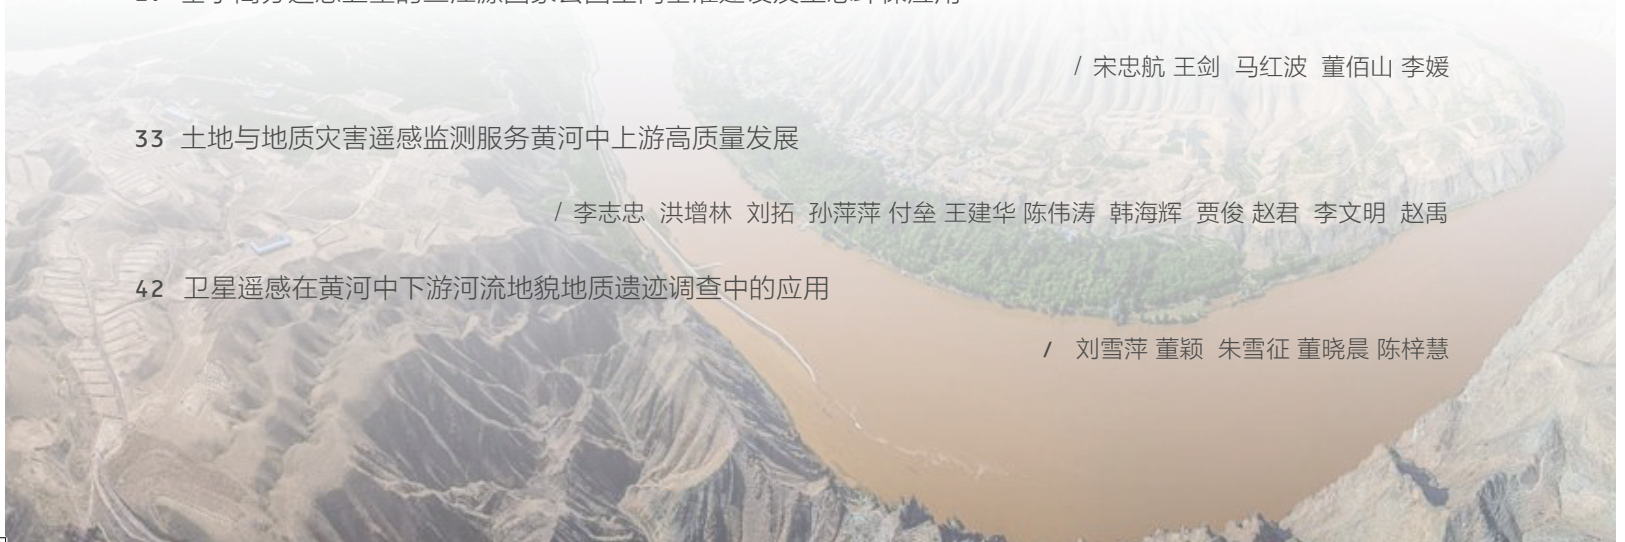 / 宋忠航 王剑 马红波 董佰山 李媛
33 土地与地质灾害遥感监测服务黄河中上游高质量发展
/ 李志忠 洪增林 刘拓 孙萍萍 付垒 王建华 陈伟涛 韩海辉 贾俊 赵君 李文明 赵禹
42 卫星遥感在黄河中下游河流地貌地质遗迹调查中的应用
/ 刘雪萍 董颖 朱雪征 董晓晨 陈梓慧